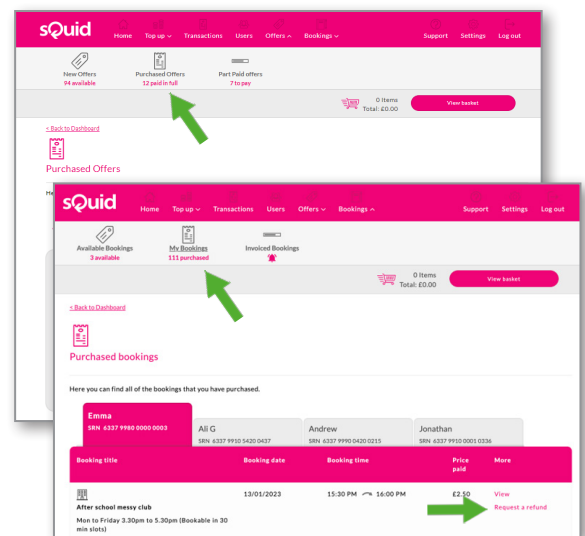 sQuid
Home Top up Transactions Users Offers Bookings Support Settings Log out
New Offers
94 available
Purchased Offers
12 paid in full
Part Paid offers
7 to pay
0 Items
Total: £0.00
View basket
< Back to Dashboard
Purchased Offers
He
sQuid
Home Top up Transactions Users Offers Bookings Support Settings Log out
Available Bookings
3 available
My Bookings
111 purchased
Invoiced Bookings
0 Items
Total: £0.00
View basket
< Back to Dashboard
Purchased bookings
Here you can find all of the bookings that you have purchased.
Emma
SRN 6337 9980 0000 0003
Ali G
SRN 6337 9910 5420 0437
Andrew
SRN 6337 9990 0420 0215
Jonathan
SRN 6337 9910 0001 0336
Booking title Booking date Booking time Price paid More
13/01/2023 15:30 PM 16:00 PM £2.50 View
After school messy club Request a refund
Mon to Friday 3.30pm to 5.30pm (Bookable in 30
min slots)